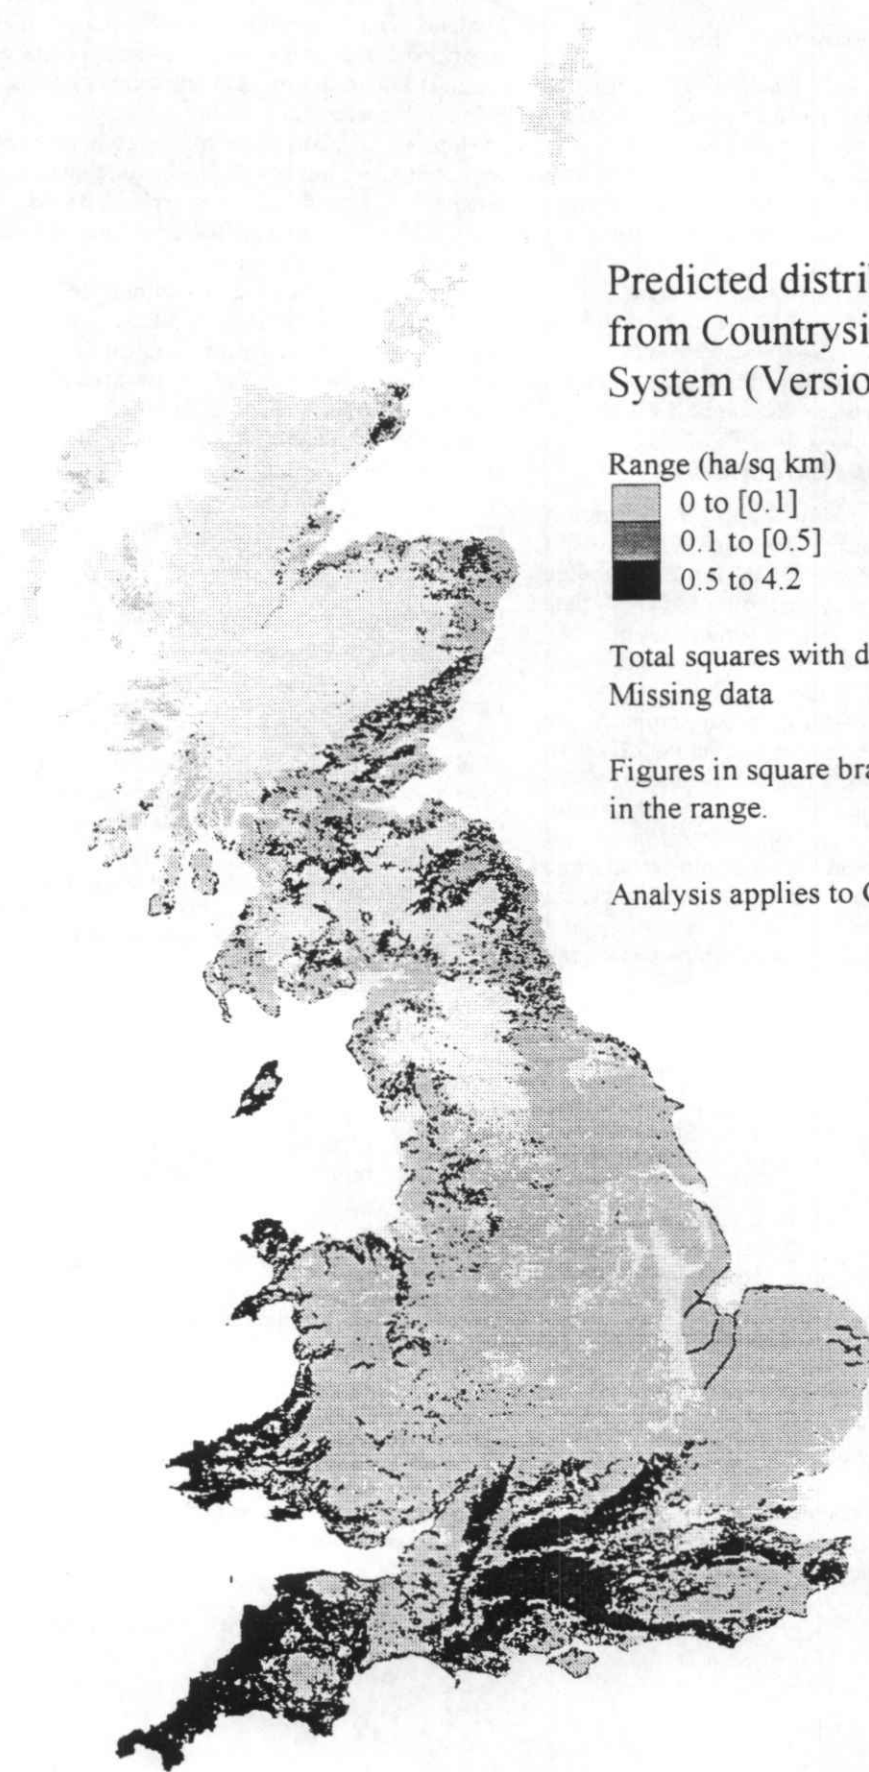 Predicted distri
from Countrysi
System (Versio
Range (ha/sq km)
0 to [0.1]
0.1 to [0.5]
0.5 to 4.2
Total squares with d
Missing data
Figures in square bra
in the range.
Analysis applies to